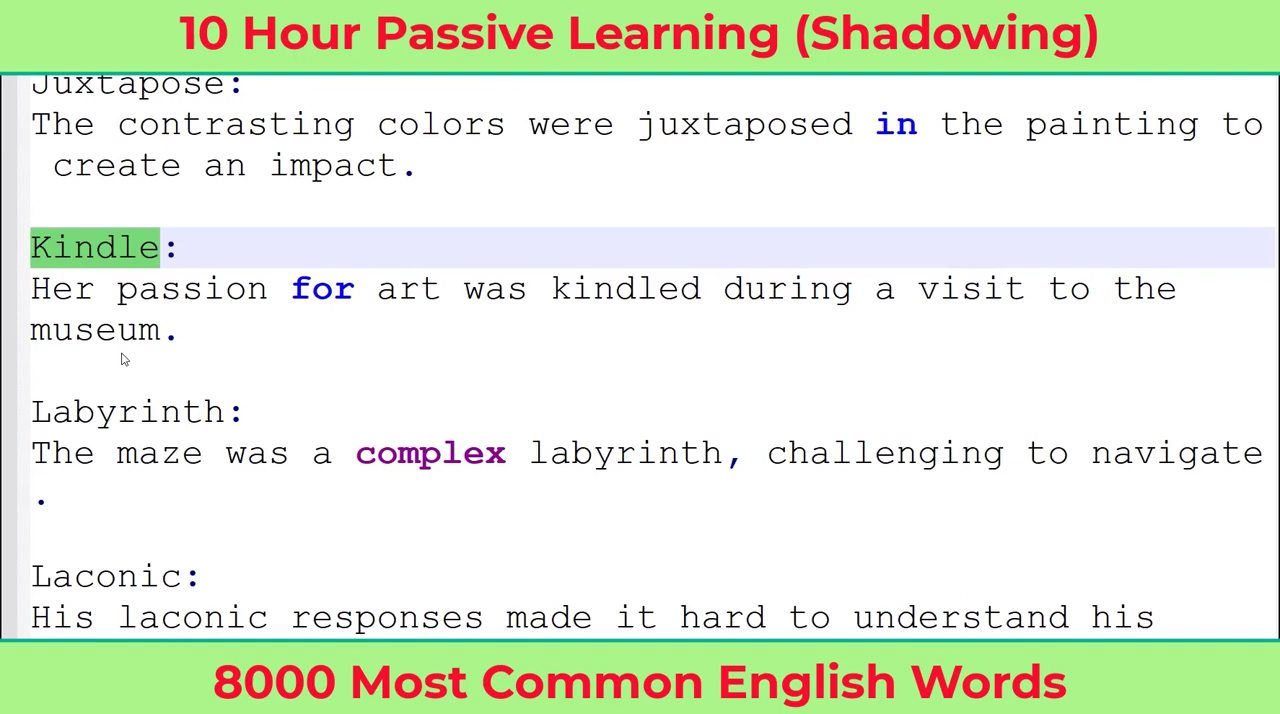 10 Hour Passive Learning (Shadowing)
Juxtapose:
The contrasting colors were juxtaposed in the painting to
create an impact.
Kindle:
Her passion for art was kindled during a visit to the
museum.
Labyrinth:
The maze was a complex labyrinth, challenging to navigate
.
Laconic:
His laconic responses made it hard to understand his
8000 Most Common English Words